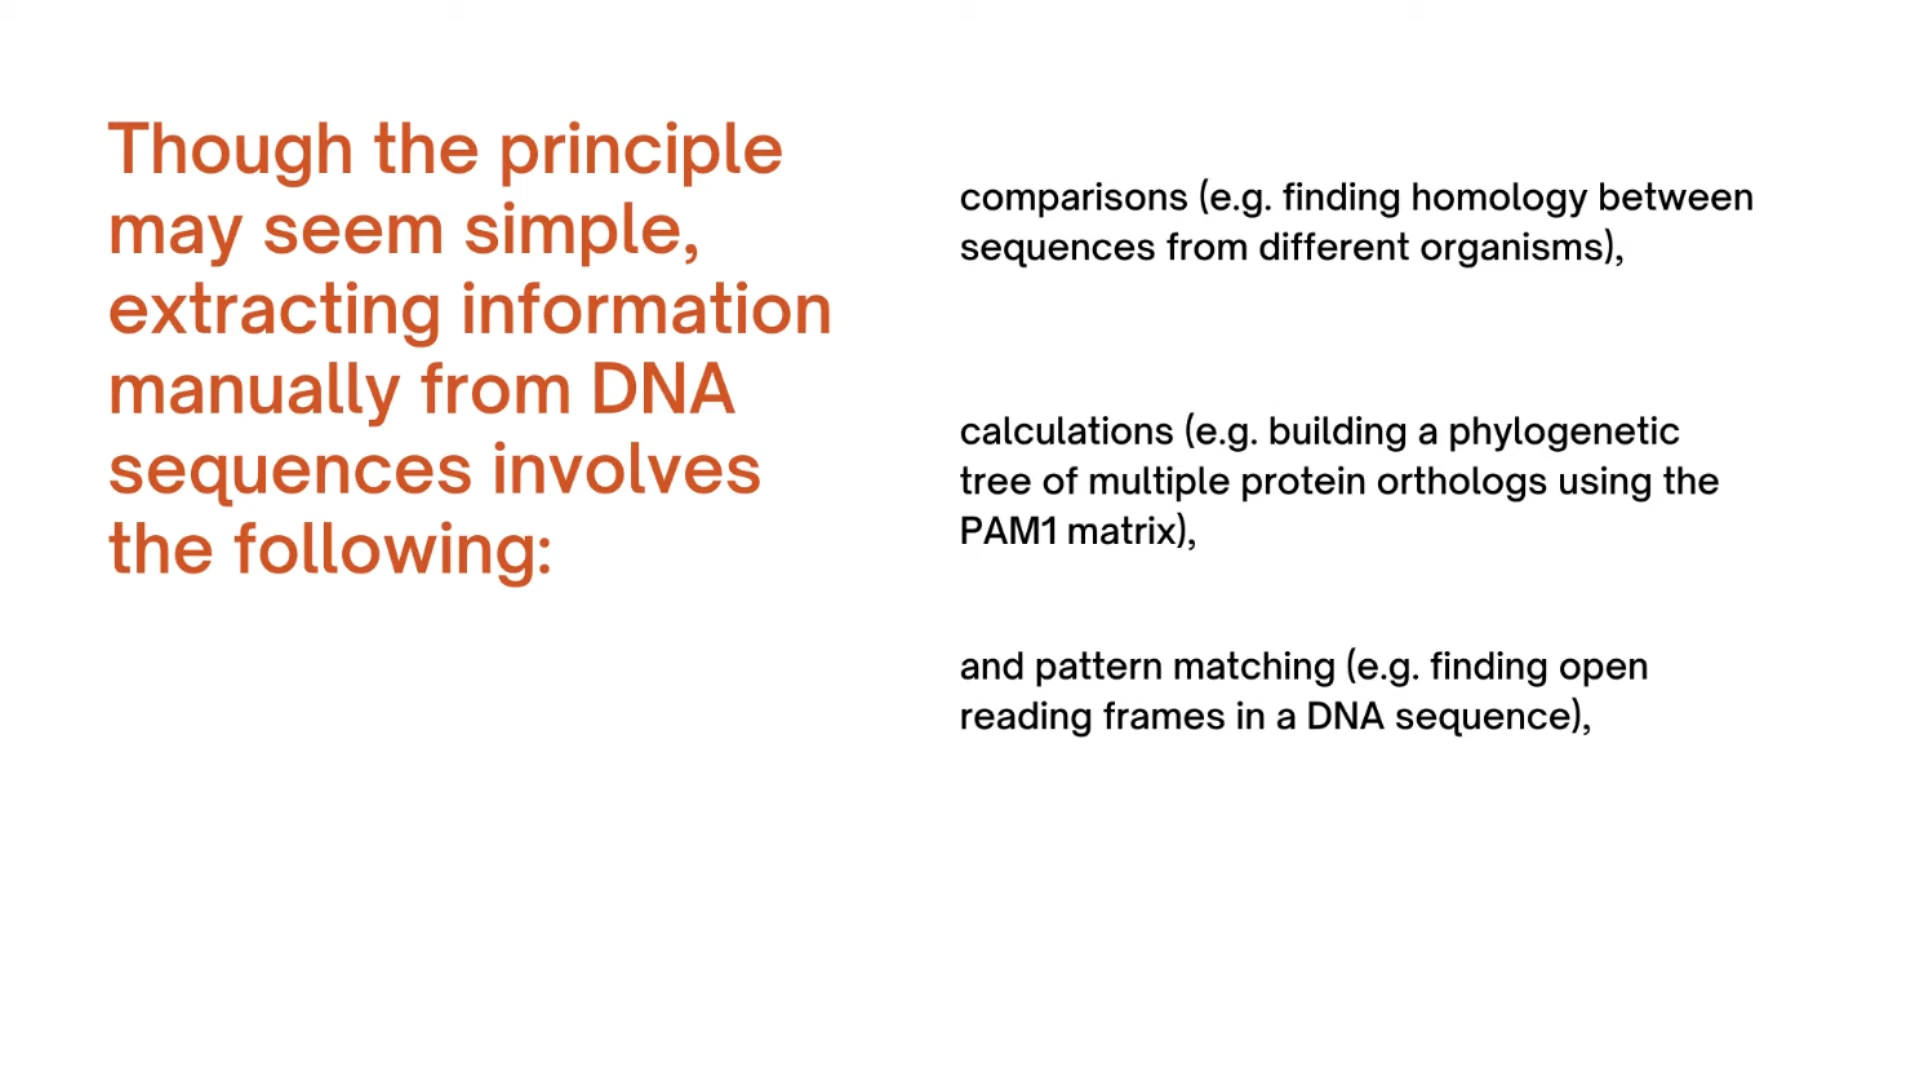 Though the principle
may seem simple,
extracting information
manually from DNA
sequences involves
the following:
comparisons (e.g. finding homology between
sequences from different organisms),
calculations (e.g. building a phylogenetic
tree of multiple protein orthologs using the
PAM1 matrix),
and pattern matching (e.g. finding open
reading frames in a DNA sequence),